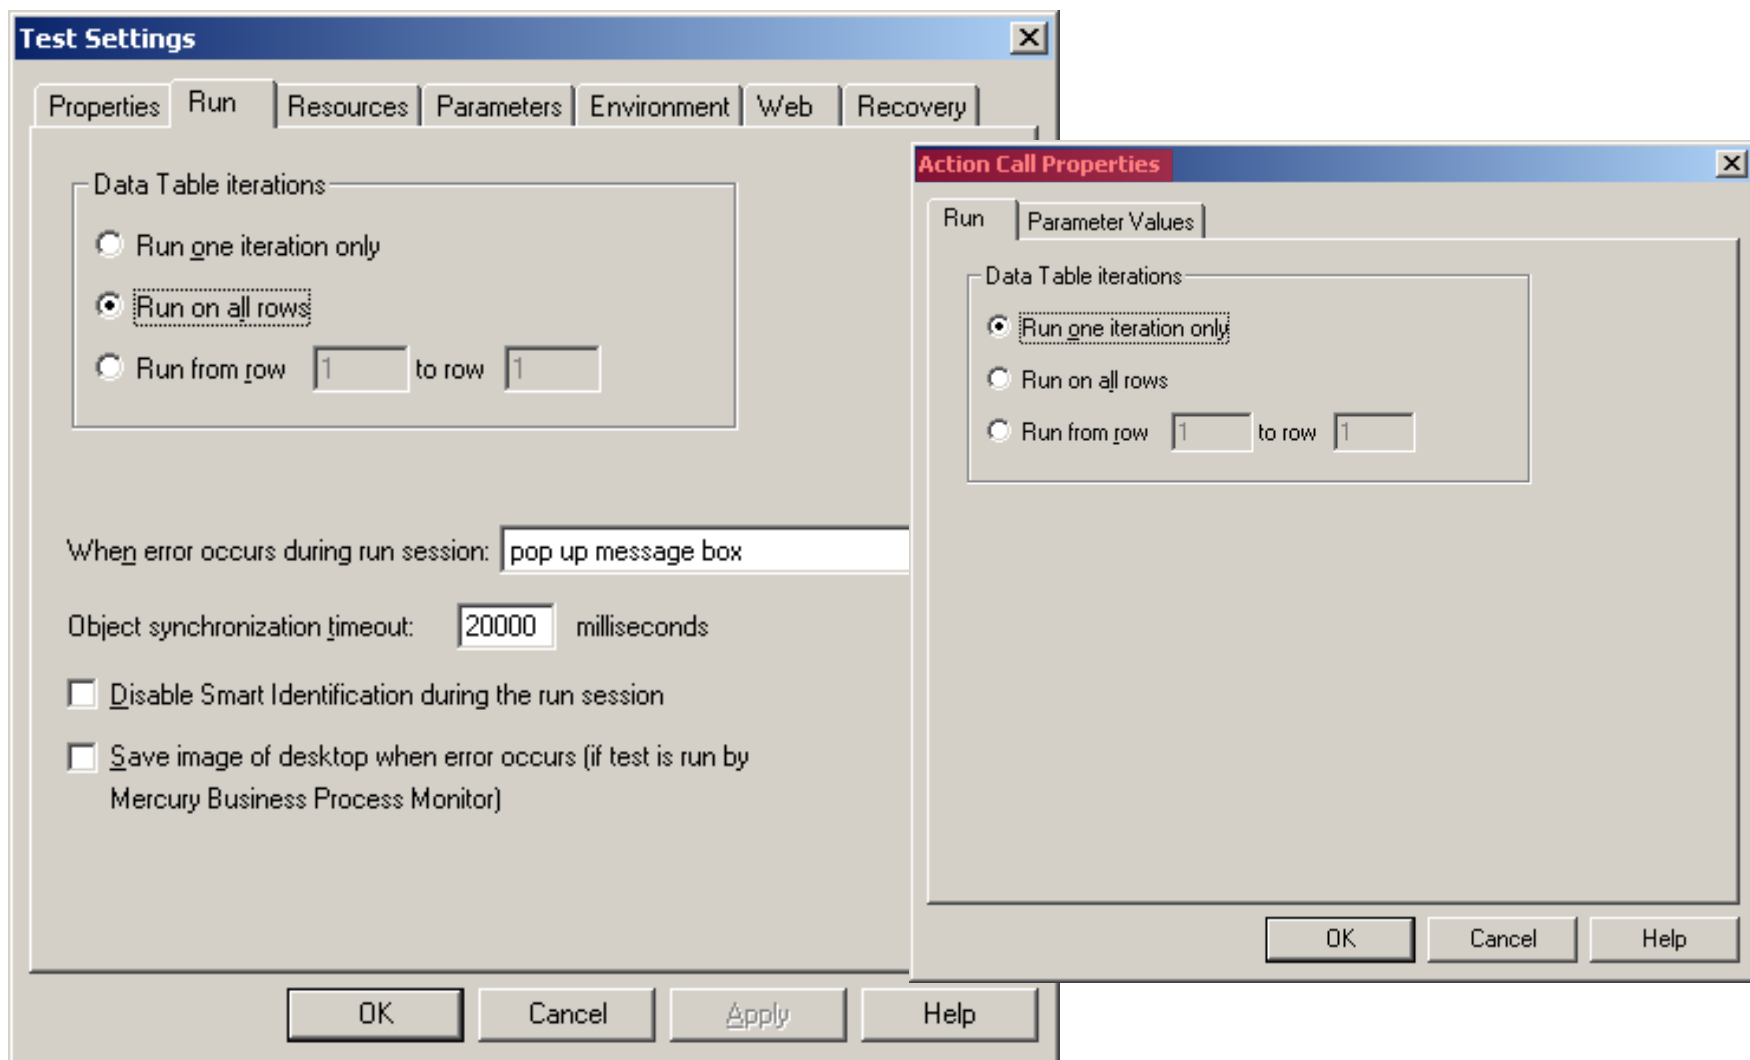 Test Settings
Properties Run Resources Parameters Environment Web Recovery
Data Table iterations
Run one iteration only
Run on all rows
Run from row 1 to row 1
When error occurs during run session: pop up message box
Object synchronization timeout: 20000 milliseconds
Disable Smart Identification during the run session
Save image of desktop when error occurs (if test is run by
Mercury Business Process Monitor)
OK Cancel Apply Help
Action Call Properties
Run Parameter Values
Data Table iterations
Run one iteration only
Run on all rows
Run from row 1 to row 1
OK Cancel Help